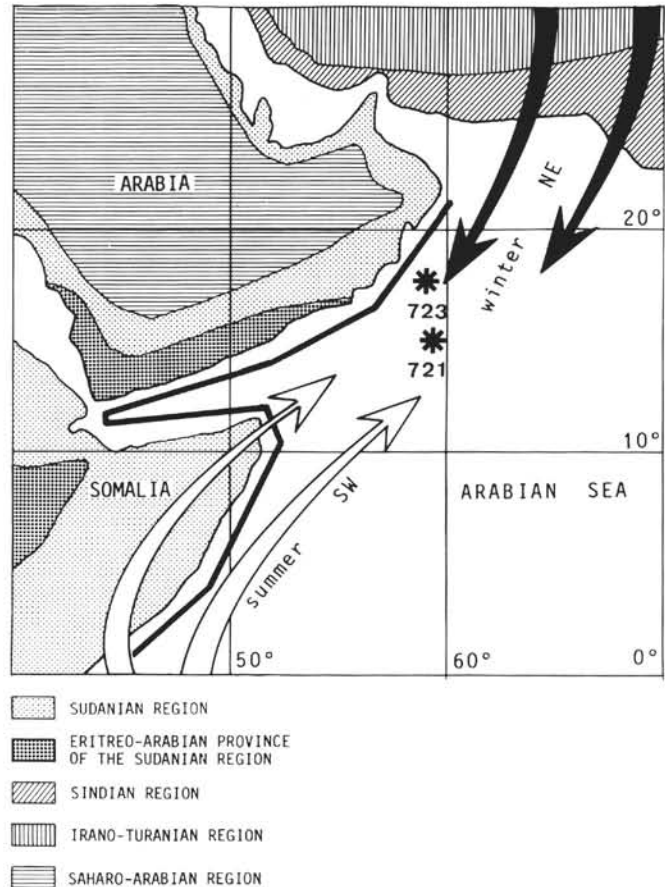 ARABIA
NE
20°
winter
723
721
10°
SOMALIA
SW
ARABIAN SEA
summer
50°
60°
0°
SUDANIAN REGION
ERITREO-ARABIAN PROVINCE
OF THE SUDANIAN REGION
SINDIAN REGION
IRANO-TURANIAN REGION
SAHARO-ARABIAN REGION